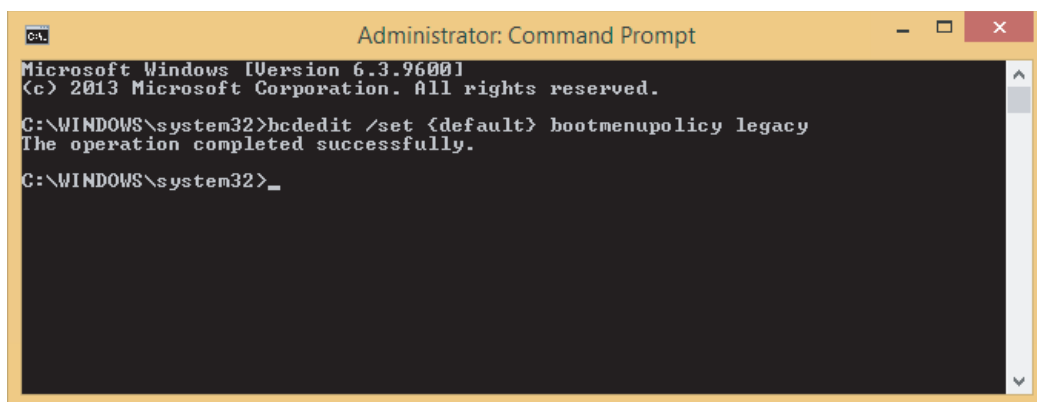 Administrator: Command Prompt
Microsoft Windows [Version 6.3.9600]
(c) 2013 Microsoft Corporation. All rights reserved.
C:\WINDOWS\system32>bcdedit /set {default} bootmenupolicy legacy
The operation completed successfully.
C:\WINDOWS\system32>_